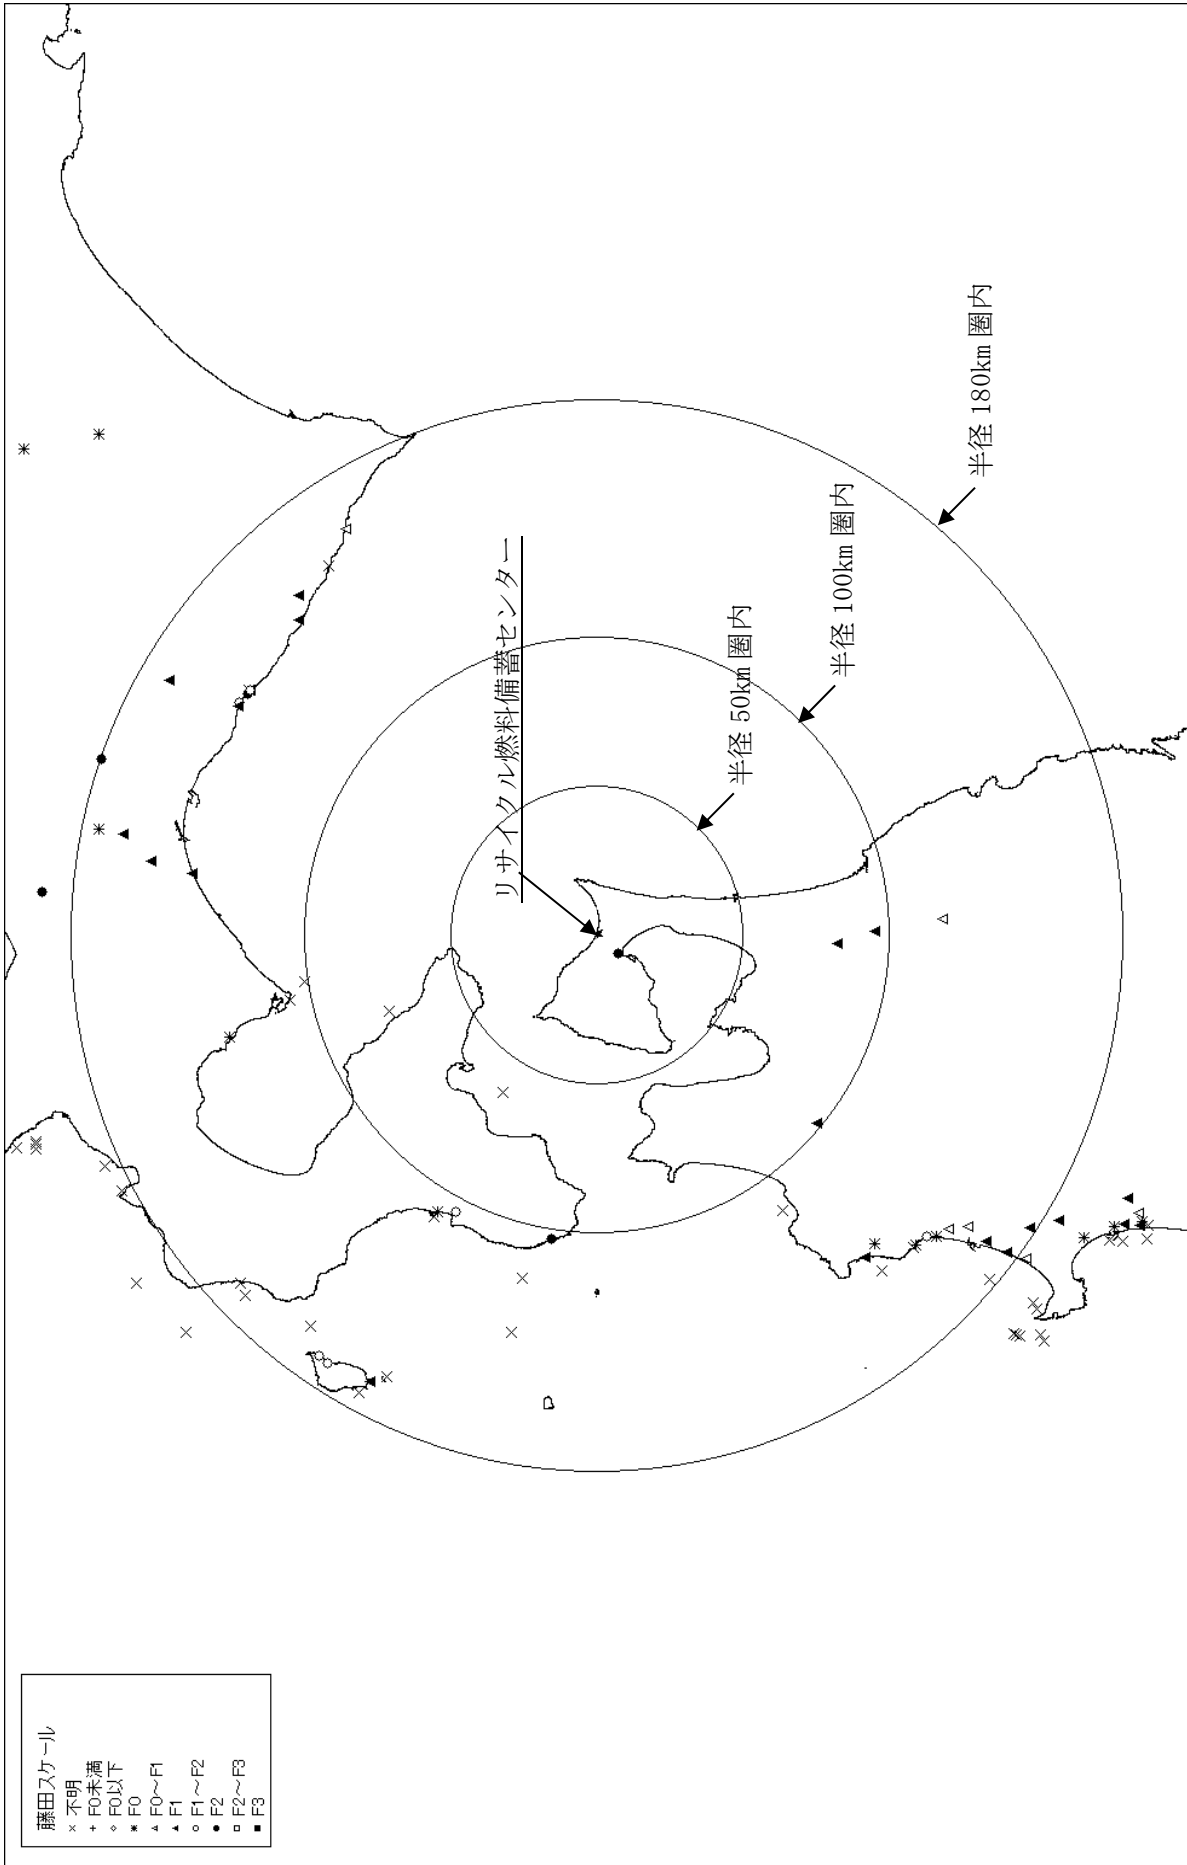 藤田スケール
× 不明
+ F0未満
◇ F0以下
＊ F0
△ F0～F1
▲ F1
○ F1～F2
● F2
□ F2～F3
■ F3
リサイクル燃料備蓄センター
半径 50km 圏内
半径 100km 圏内
半径 180km 圏内